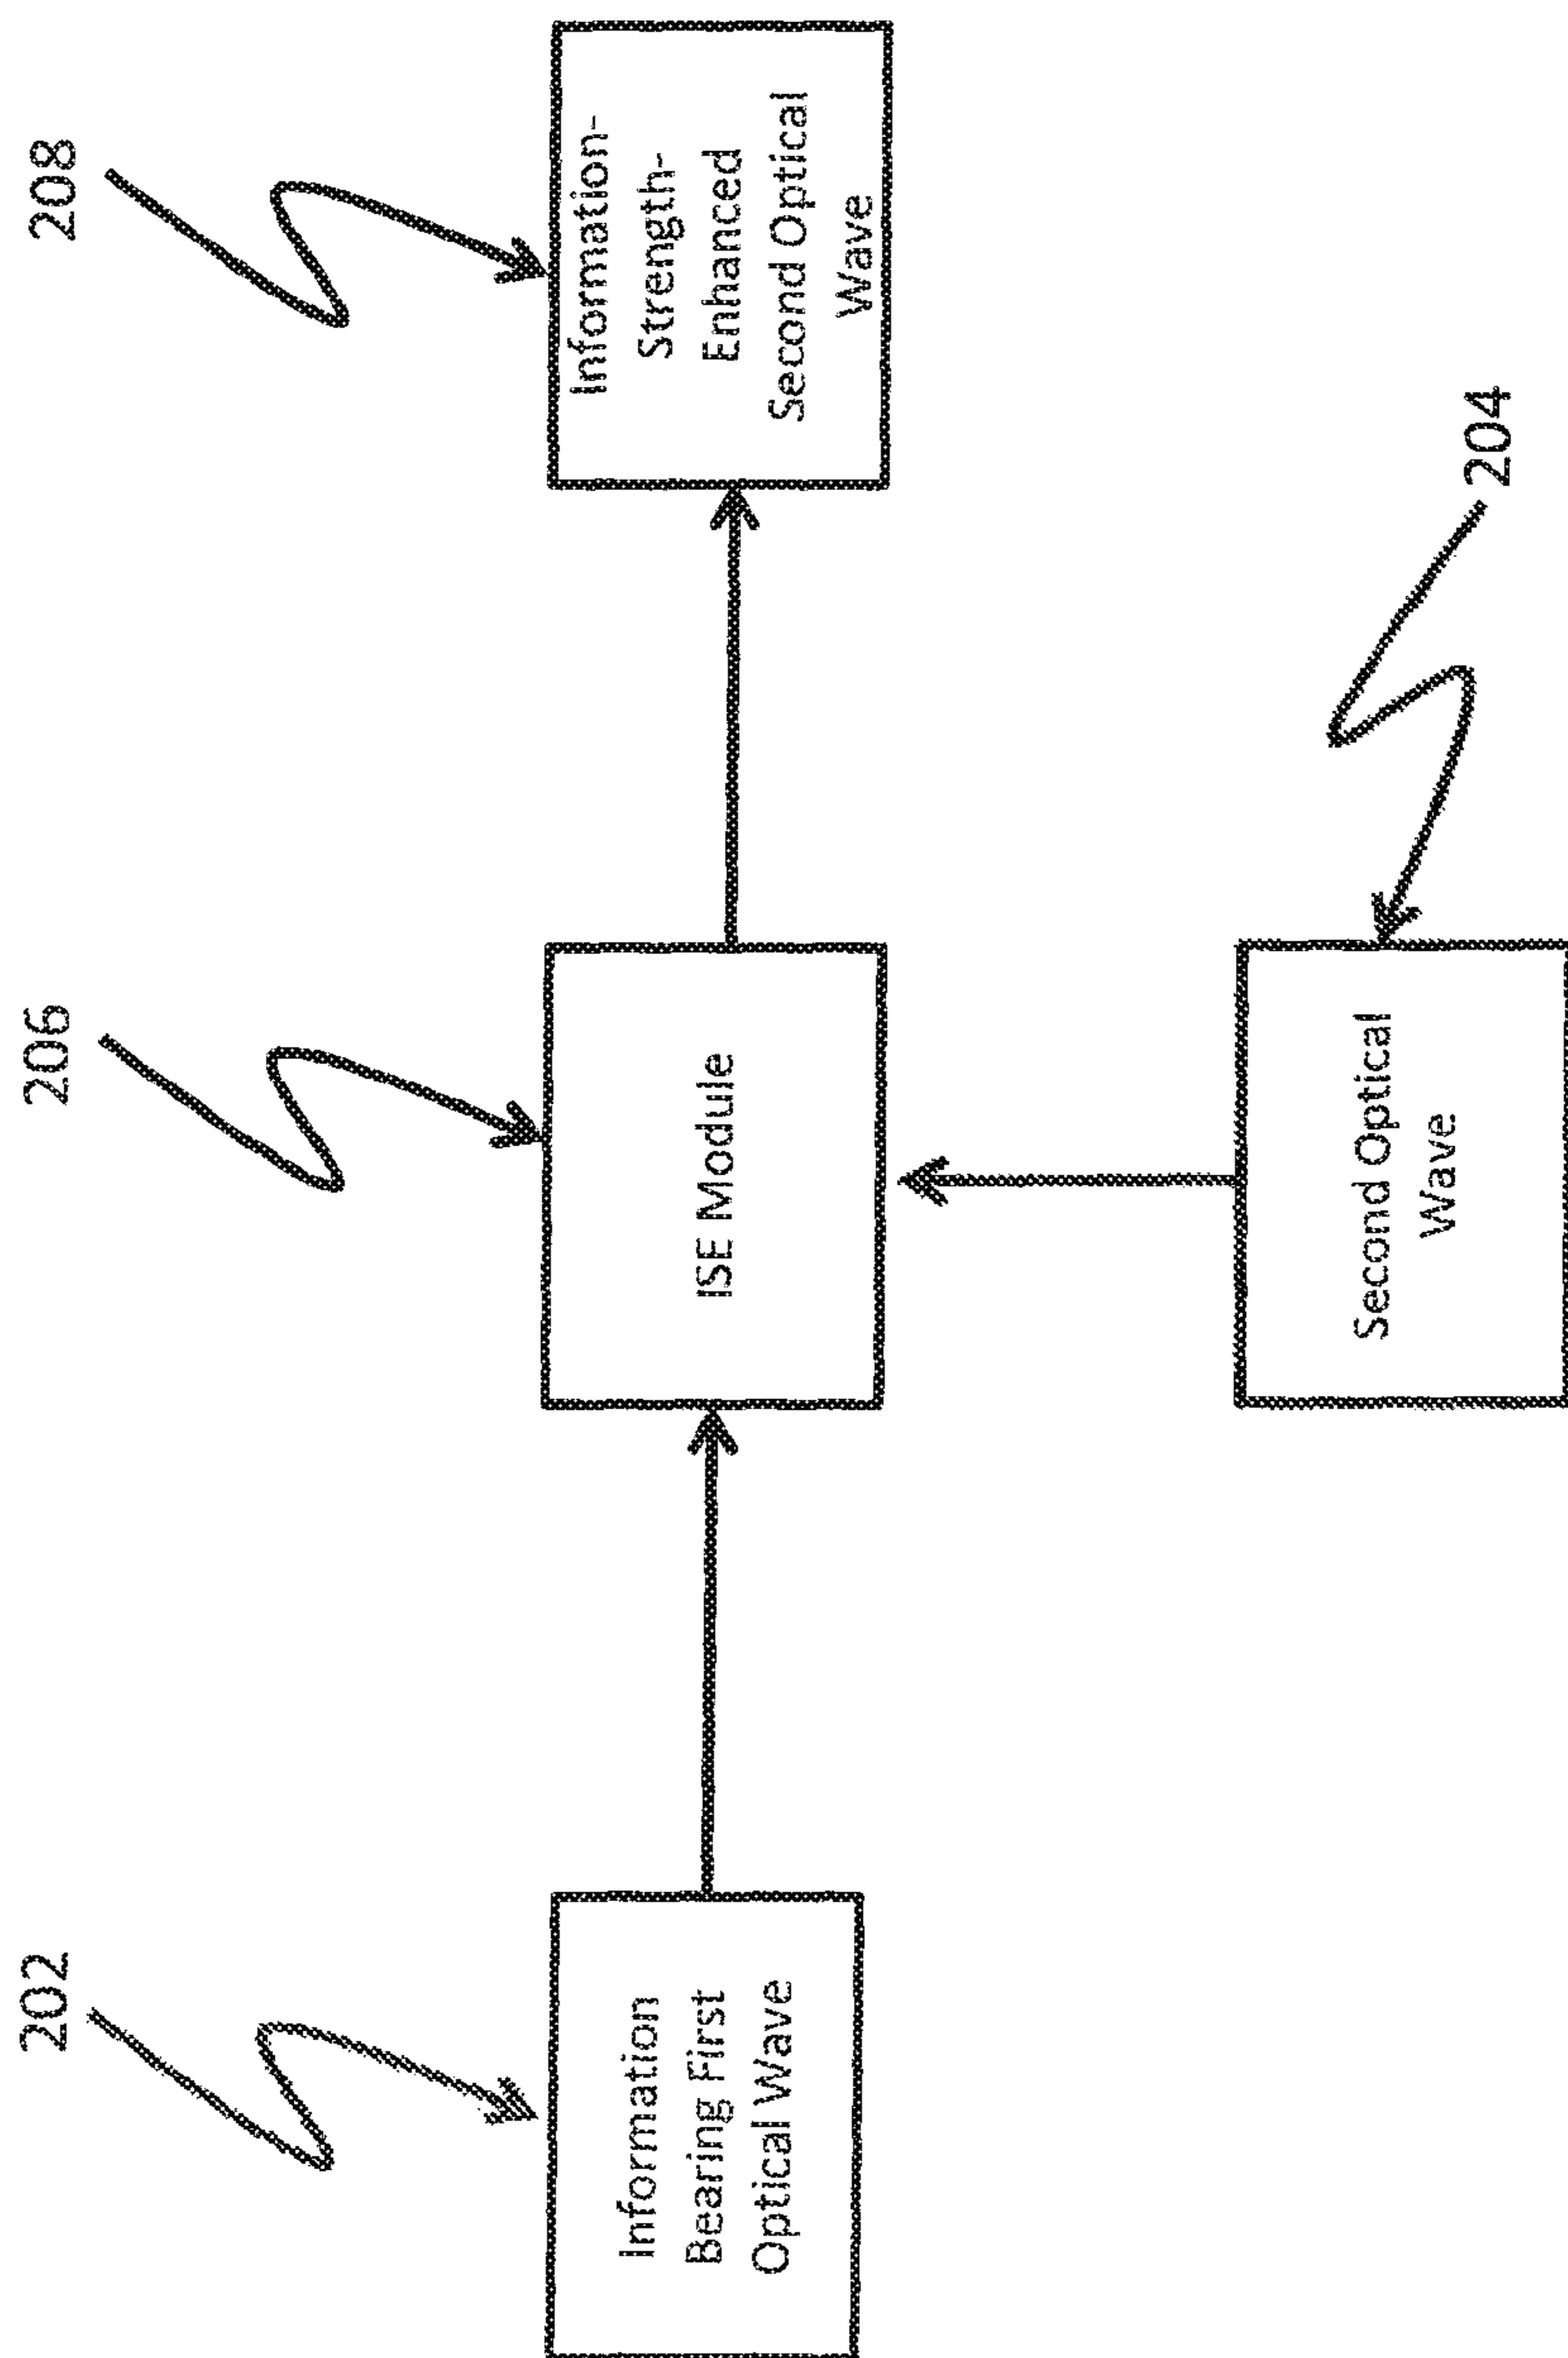 202
Information
Bearing First
Optical Wave
206
ISE Module
208
Information-
Strength-
Enhanced
Second Optical
Wave
204
Second Optical
Wave